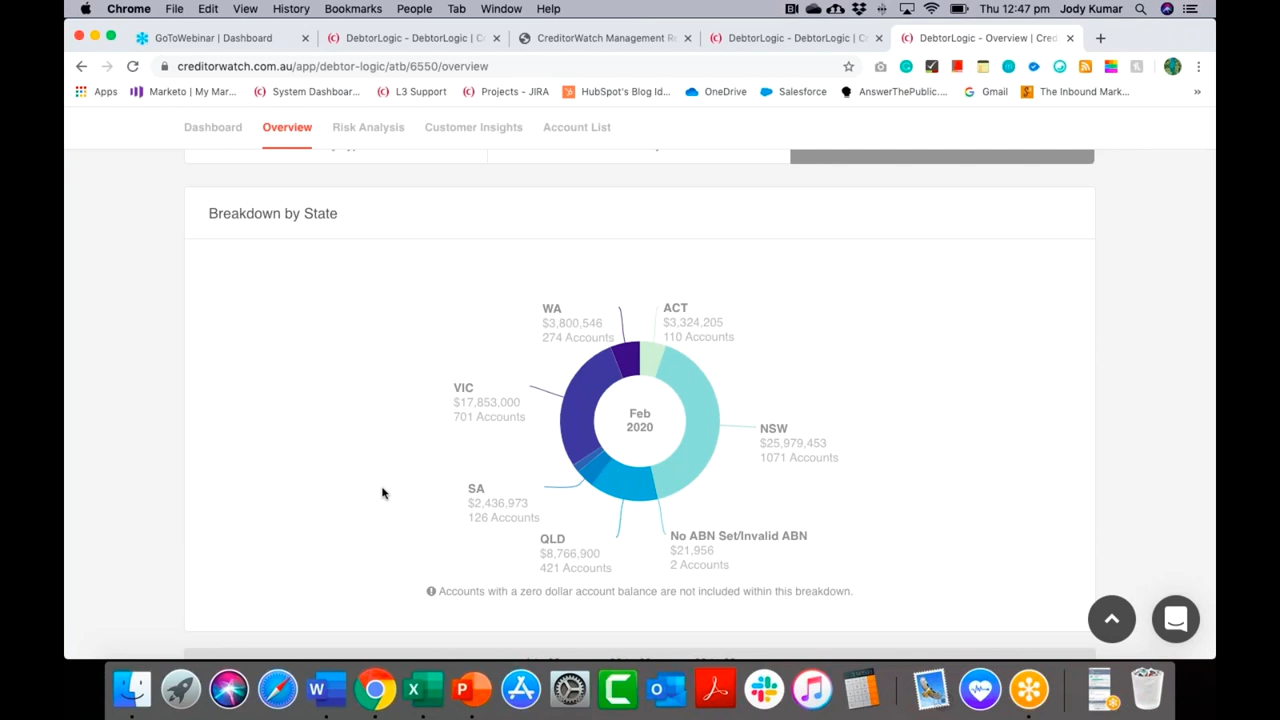 Chrome File Edit View History Bookmarks People Tab Window Help Thu 12:47 pm Jody Kumar
GoToWebinar | Dashboard
DebtorLogic - DebtorLogic | C
CreditorWatch Management R
DebtorLogic - DebtorLogic | C
DebtorLogic - Overview | Cred
creditorwatch.com.au/app/debtor-logic/atb/6550/overview
Apps Marketo | My Mar... System Dashboar... L3 Support Projects - JIRA HubSpot's Blog Id... OneDrive Salesforce AnswerThePublic.... Gmail The Inbound Mark...
Dashboard Overview Risk Analysis Customer Insights Account List
Breakdown by State
WA
$3,800,546
274 Accounts
ACT
$3,324,205
110 Accounts
VIC
$17,853,000
701 Accounts
Feb
2020
NSW
$25,979,453
1071 Accounts
SA
$2,436,973
126 Accounts
QLD
$8,766,900
421 Accounts
No ABN Set/Invalid ABN
$21,956
2 Accounts
Accounts with a zero dollar account balance are not included within this breakdown.